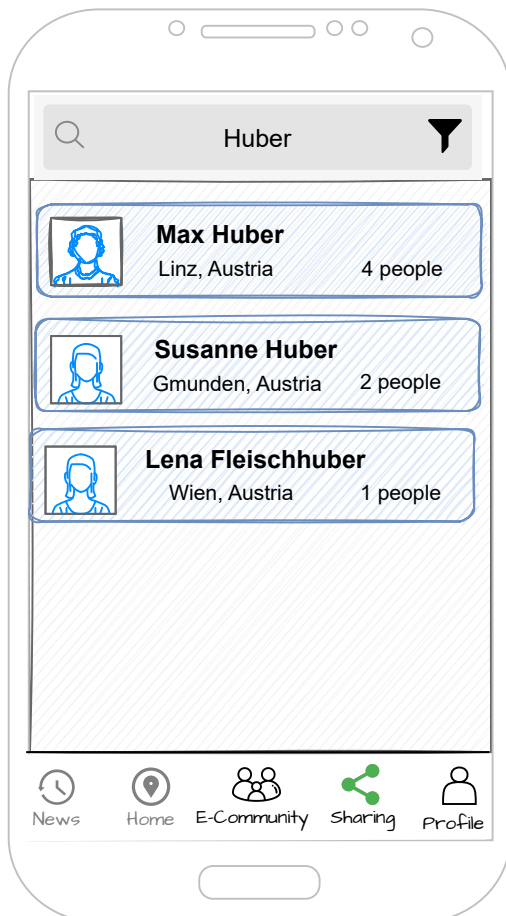 Huber
Max Huber
Linz, Austria 4 people
Susanne Huber
Gmunden, Austria 2 people
Lena Fleischhuber
Wien, Austria 1 people
News Home E-Community Sharing Profile